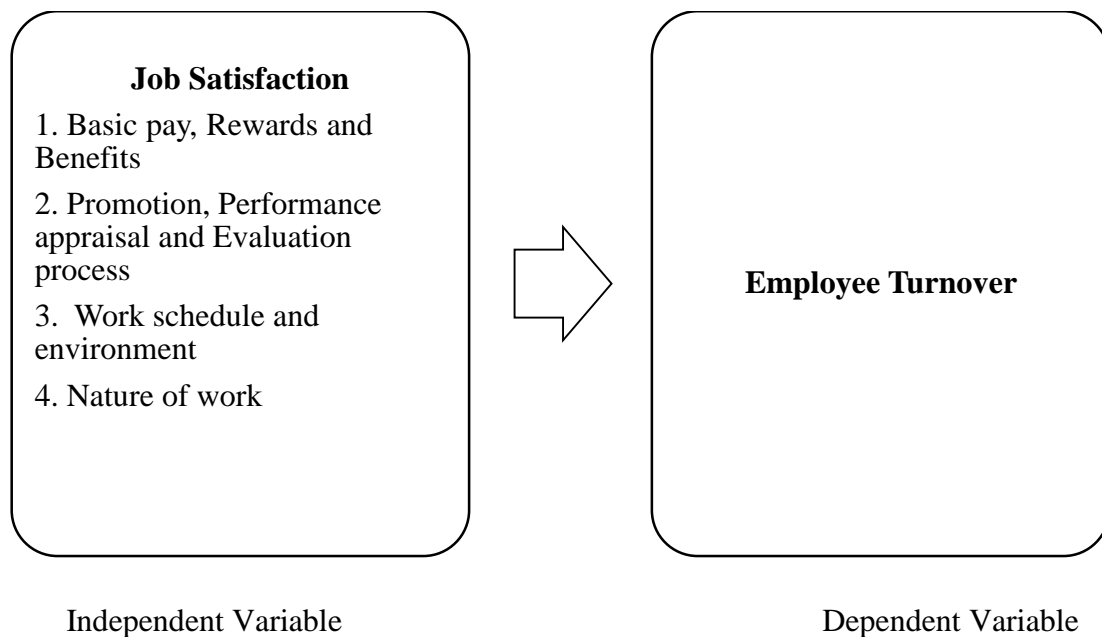 Job Satisfaction
1. Basic pay, Rewards and
Benefits
2. Promotion, Performance
appraisal and Evaluation
process
3.  Work schedule and
environment
4. Nature of work
Employee Turnover
Independent Variable
Dependent Variable